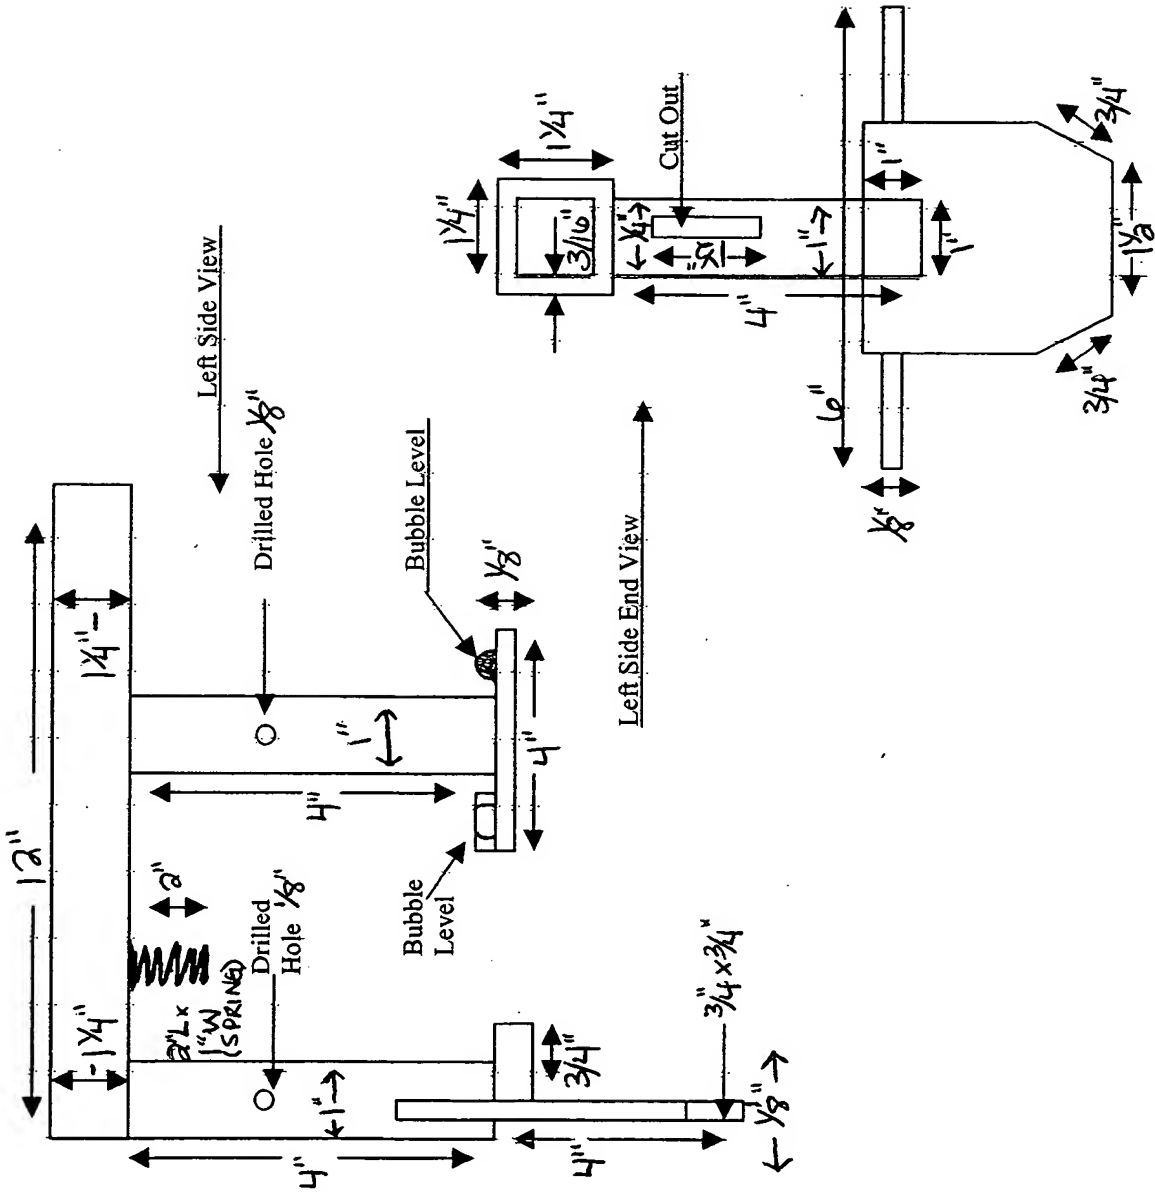 12"
1 1/4"
1 1/4"
Left Side View
Drilled Hole 1/8"
2"
2"L x
1"W
(SPRING)
Drilled
Hole 1/8"
4"
4"
1"
1"
Bubble Level
1/8"
Bubble
Level
4"
3/4"
4"
3/4" x 3/4"
1/8"
Left Side End View
1 1/4"
1 1/4"
3/16"
1/4"
Cut Out
1 1/2"
4"
1"
1"
1"
6"
1/8"
3/4"
3/4"
1 1/2"